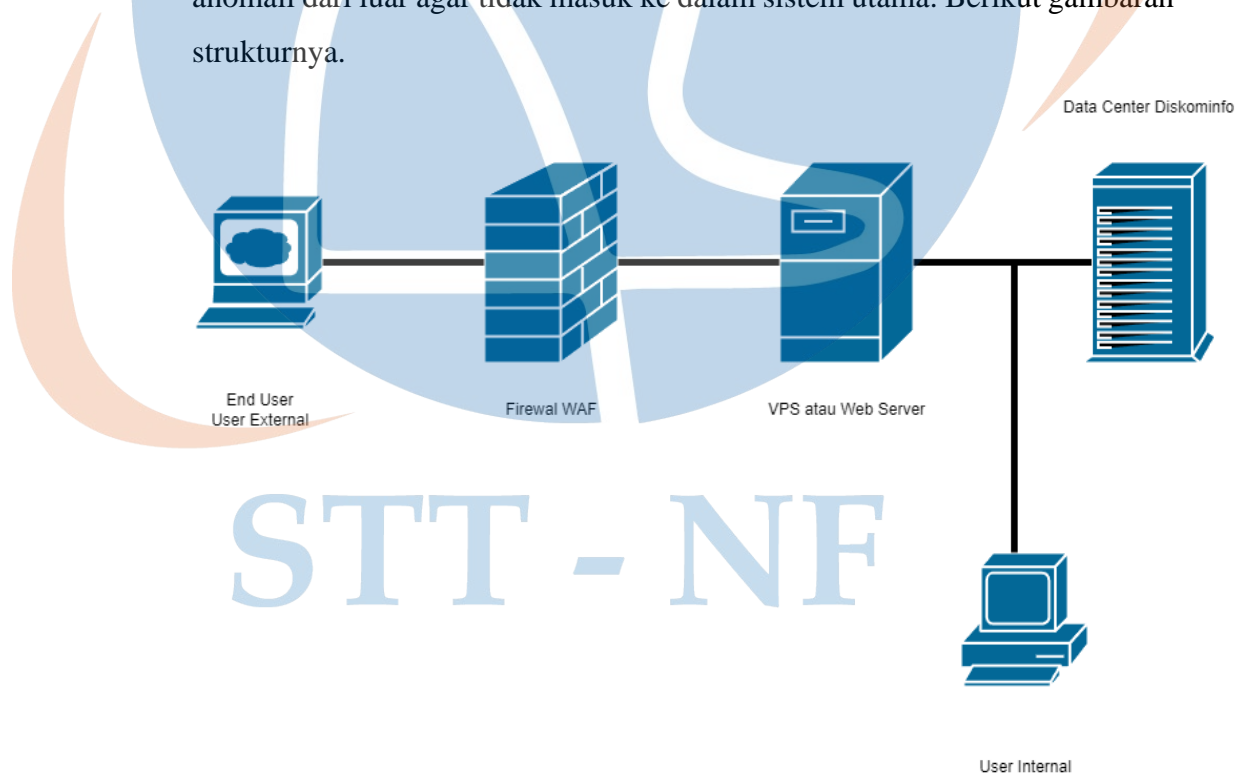 anomali dari luar agar tidak masuk ke dalam sistem utama. Berikut gambaran
strukturnya.
Data Center Diskominfo
End User
User External
Firewal WAF
VPS atau Web Server
STT - NF
User Internal